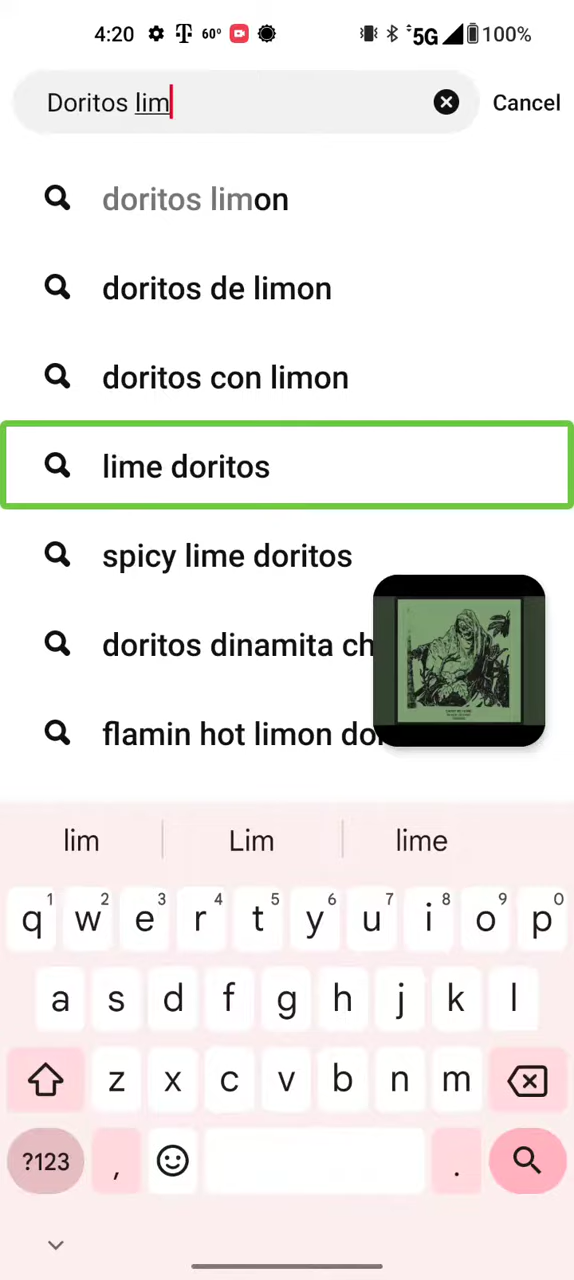 4:20 60° 5G 100%
Doritos lim Cancel
doritos limon
doritos de limon
doritos con limon
lime doritos
spicy lime doritos
doritos dinamita ch
flamin hot limon do
lim Lim lime
1 2 3 4 5 6 7 8 9 0
q w e r t y u i o p
a s d f g h j k l
z x c v b n m
?123 , .